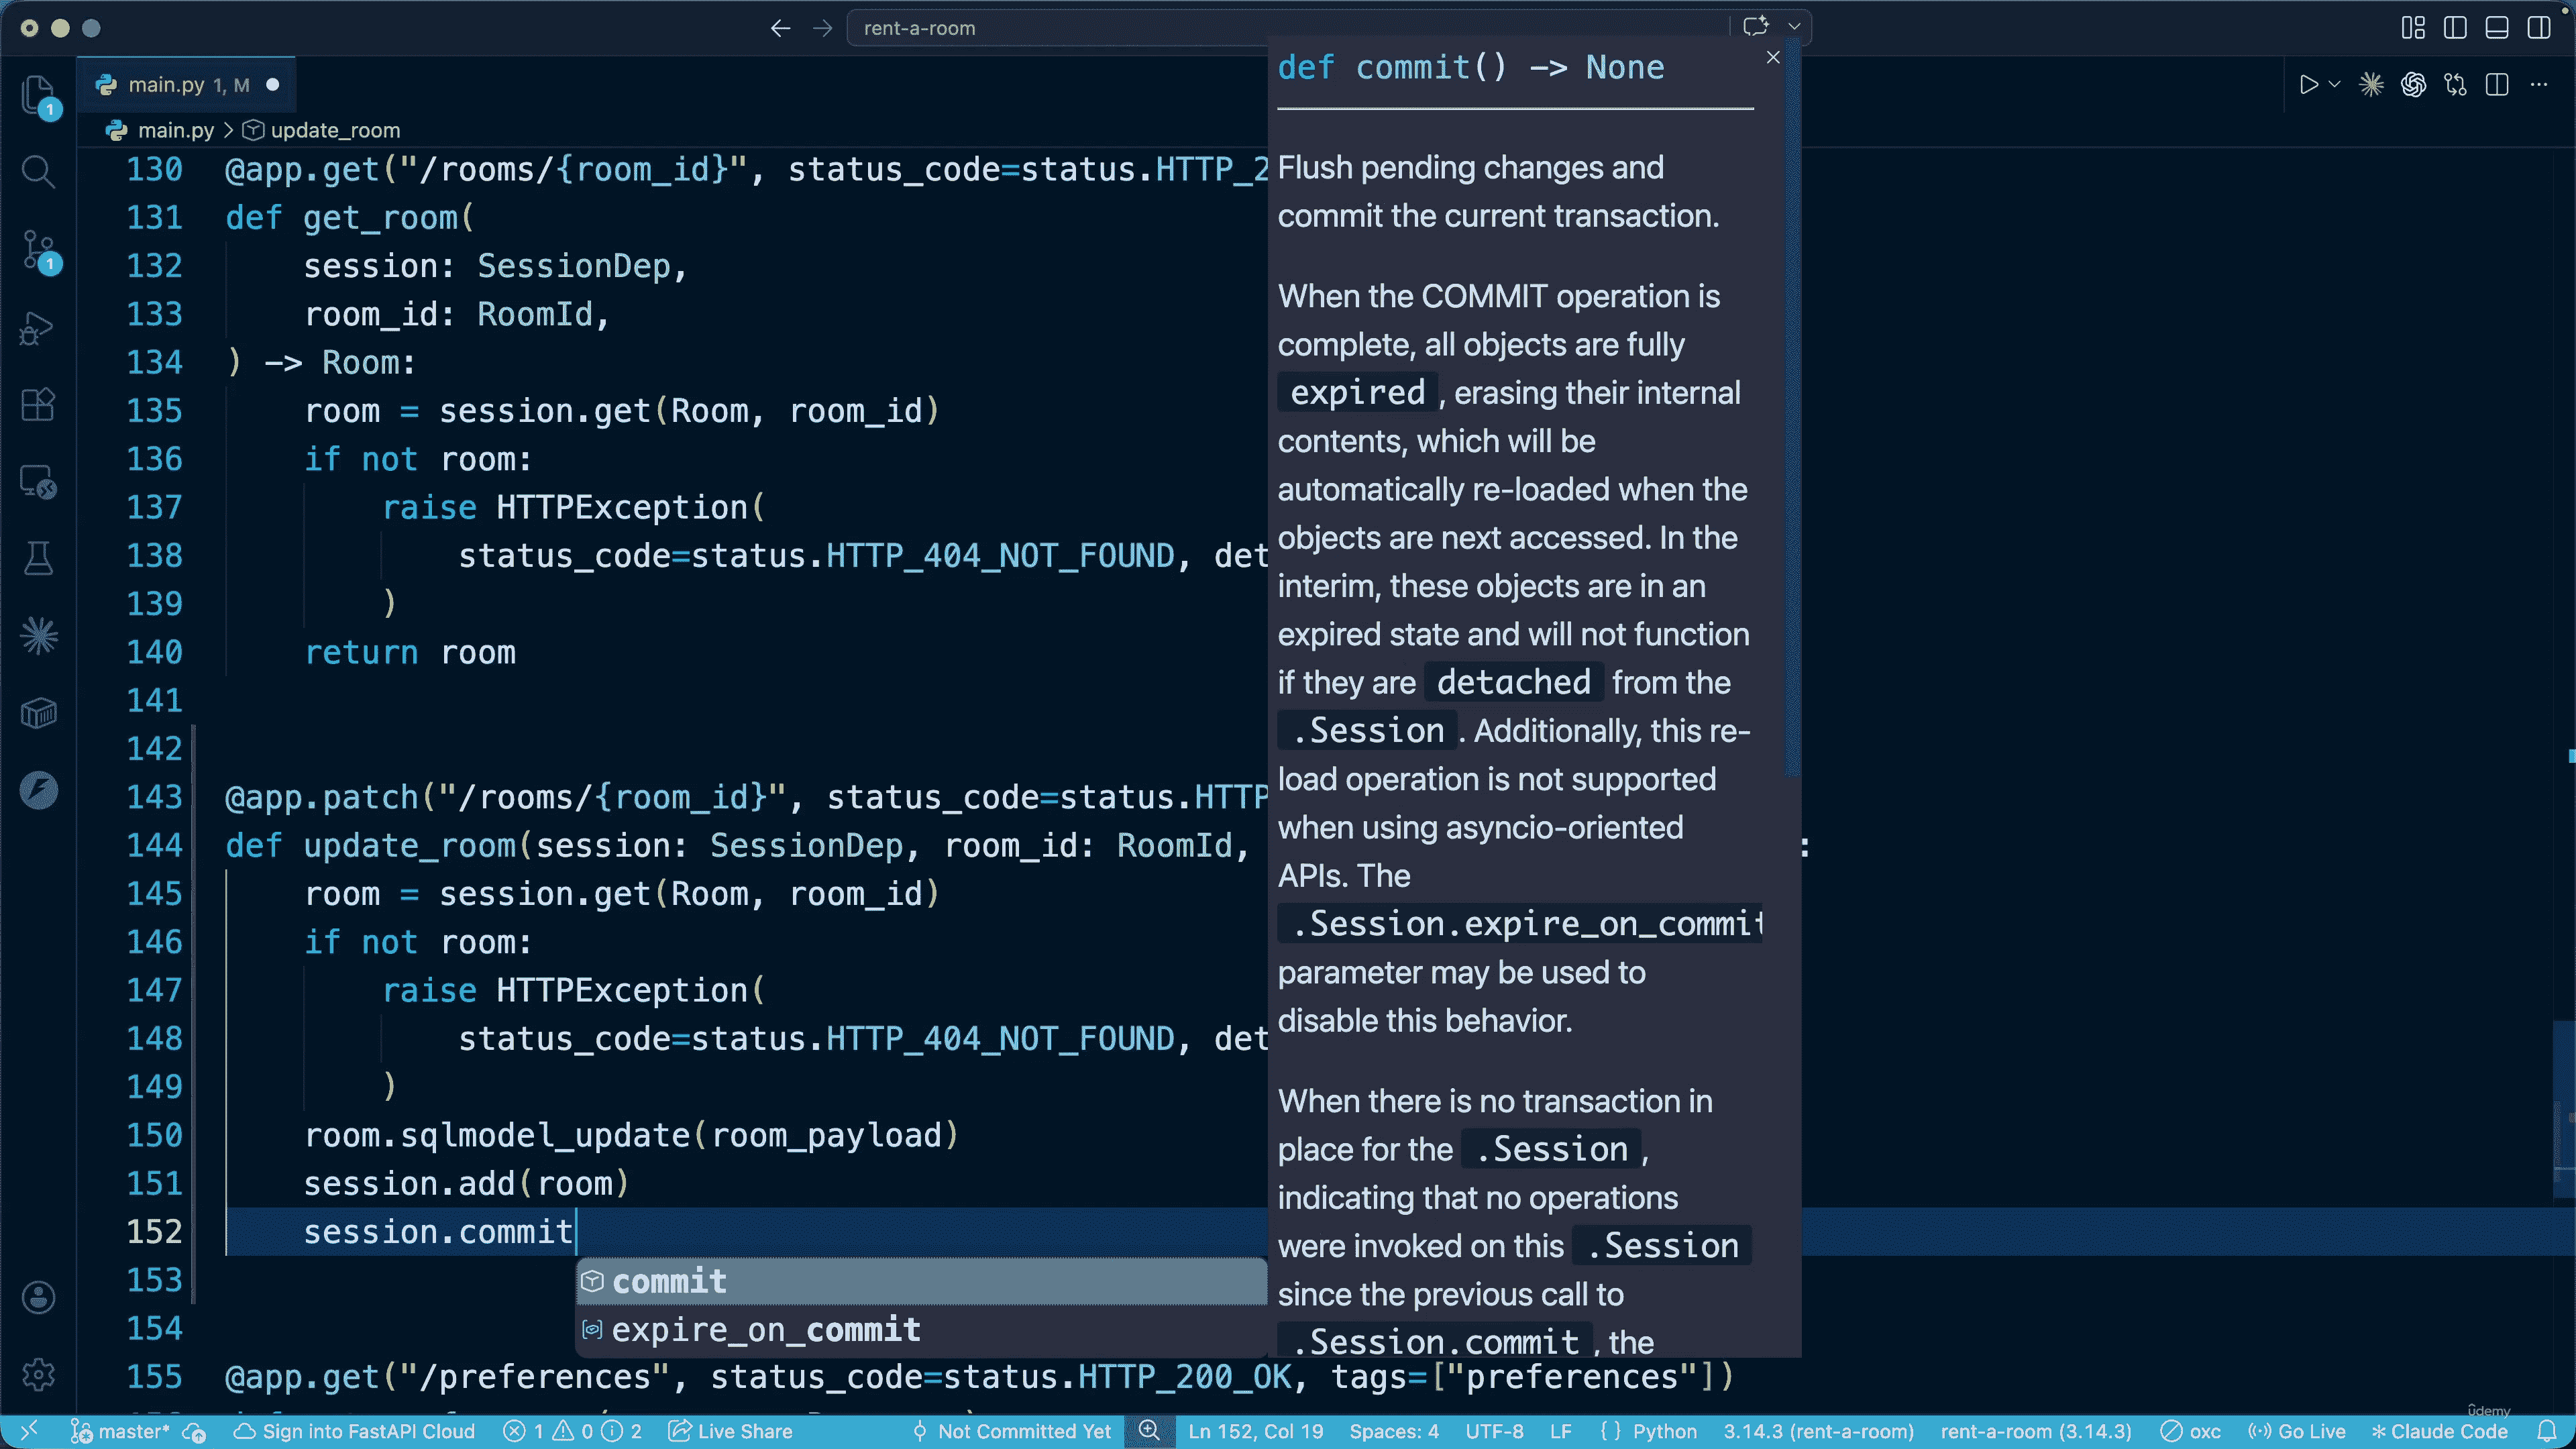 rent-a-room
main.py 1, M
main.py > update_room
130 @app.get("/rooms/{room_id}", status_code=status.HTTP_2
131 def get_room(
132 session: SessionDep,
133 room_id: RoomId,
134 ) -> Room:
135 room = session.get(Room, room_id)
136 if not room:
137 raise HTTPException(
138 status_code=status.HTTP_404_NOT_FOUND, det
139 )
140 return room
141
142
143 @app.patch("/rooms/{room_id}", status_code=status.HTTP
144 def update_room(session: SessionDep, room_id: RoomId, :
145 room = session.get(Room, room_id)
146 if not room:
147 raise HTTPException(
148 status_code=status.HTTP_404_NOT_FOUND, det
149 )
150 room.sqlmodel_update(room_payload)
151 session.add(room)
152 session.commit
153
154
155 @app.get("/preferences", status_code=status.HTTP_200_OK, tags=["preferences"])
commit
expire_on_commit
def commit() -> None
Flush pending changes and
commit the current transaction.
When the COMMIT operation is
complete, all objects are fully
expired , erasing their internal
contents, which will be
automatically re-loaded when the
objects are next accessed. In the
interim, these objects are in an
expired state and will not function
if they are detached from the
.Session . Additionally, this re-
load operation is not supported
when using asyncio-oriented
APIs. The
.Session.expire_on_commit
parameter may be used to
disable this behavior.
When there is no transaction in
place for the .Session ,
indicating that no operations
were invoked on this .Session
since the previous call to
.Session.commit , the
1
1
master* Sign into FastAPI Cloud 1 0 2 Live Share Not Committed Yet Ln 152, Col 19 Spaces: 4 UTF-8 LF { } Python 3.14.3 (rent-a-room) rent-a-room (3.14.3) oxc Go Live Claude Code
ûdemy